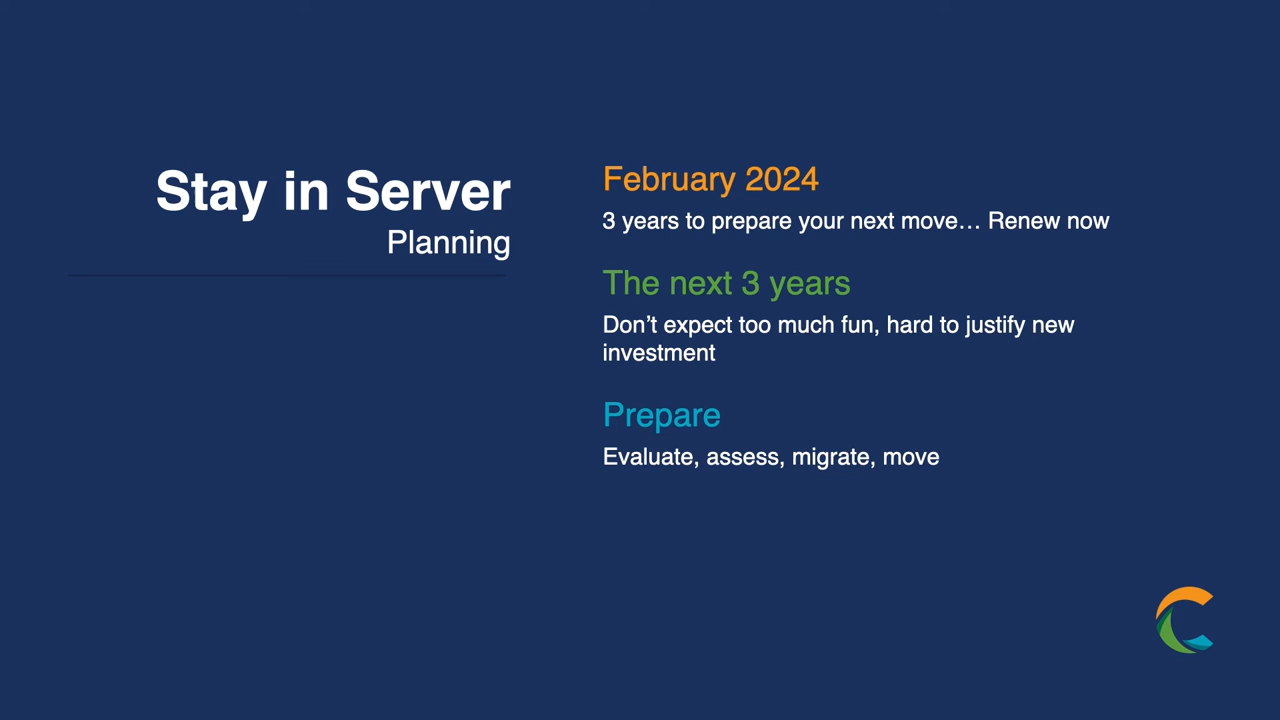 Stay in Server
Planning
February 2024
3 years to prepare your next move… Renew now
The next 3 years
Don’t expect too much fun, hard to justify new
investment
Prepare
Evaluate, assess, migrate, move